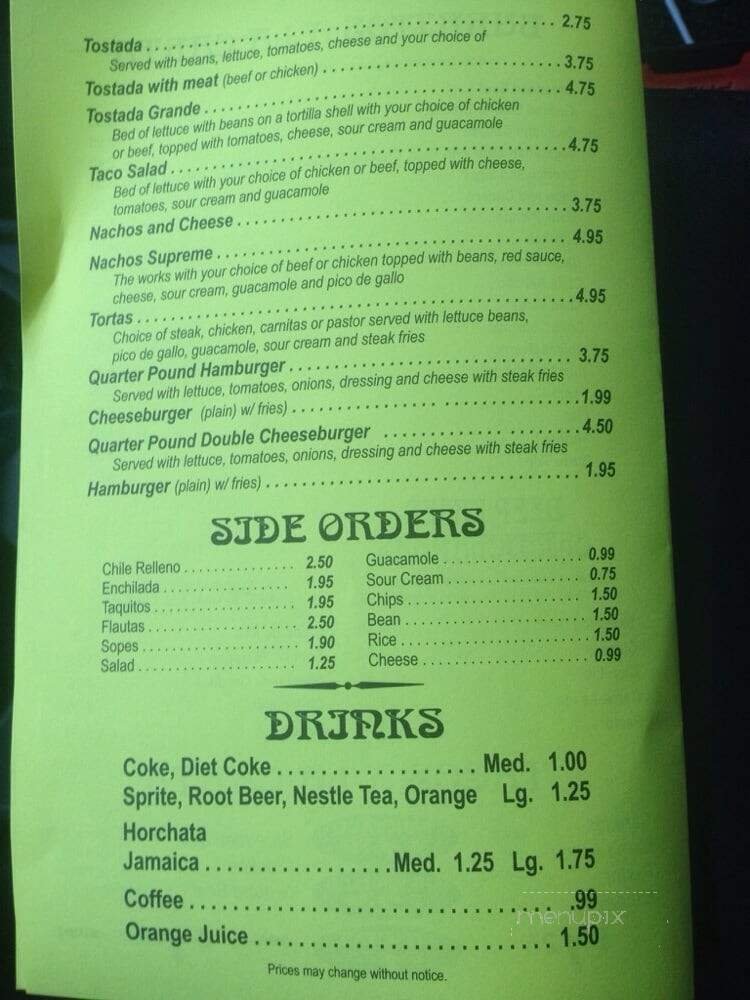 Tostada . . . . . . . . . . . . . . . . . . . . . . . . . . . . . . . . . . . 2.75
Served with beans, lettuce, tomatoes, cheese and your choice of
Tostada with meat (beef or chicken) . . . . . . . . . . . . . . . . . . . . 3.75
Tostada Grande . . . . . . . . . . . . . . . . . . . . . . . . . . . . . . 4.75
Bed of lettuce with beans on a tortilla shell with your choice of chicken
or beef, topped with tomatoes, cheese, sour cream and guacamole
Taco Salad . . . . . . . . . . . . . . . . . . . . . . . . . . . . . . . . 4.75
Bed of lettuce with your choice of chicken or beef, topped with cheese,
tomatoes, sour cream and guacamole
Nachos and Cheese . . . . . . . . . . . . . . . . . . . . . . . . . . . 3.75
Nachos Supreme . . . . . . . . . . . . . . . . . . . . . . . . . . . . . 4.95
The works with your choice of beef or chicken topped with beans, red sauce,
cheese, sour cream, guacamole and pico de gallo
Tortas . . . . . . . . . . . . . . . . . . . . . . . . . . . . . . . . . . . 4.95
Choice of steak, chicken, carnitas or pastor served with lettuce beans,
pico de gallo, guacamole, sour cream and steak fries
Quarter Pound Hamburger . . . . . . . . . . . . . . . . . . . . . . . 3.75
Served with lettuce, tomatoes, onions, dressing and cheese with steak fries
Cheeseburger (plain) w/ fries) . . . . . . . . . . . . . . . . . . . . . . . 1.99
Quarter Pound Double Cheeseburger . . . . . . . . . . . . . . . . 4.50
Served with lettuce, tomatoes, onions, dressing and cheese with steak fries
Hamburger (plain) w/ fries) . . . . . . . . . . . . . . . . . . . . . . . . . 1.95
SIDE ORDERS
Chile Relleno . . . . . . . . . . . . . . 2.50
Enchilada . . . . . . . . . . . . . . . . 1.95
Taquitos . . . . . . . . . . . . . . . . . 1.95
Flautas . . . . . . . . . . . . . . . . . . 2.50
Sopes . . . . . . . . . . . . . . . . . . . 1.90
Salad . . . . . . . . . . . . . . . . . . . . 1.25
Guacamole . . . . . . . . . . . . . . . . . 0.99
Sour Cream . . . . . . . . . . . . . . . . 0.75
Chips . . . . . . . . . . . . . . . . . . . . . 1.50
Bean . . . . . . . . . . . . . . . . . . . . . . 1.50
Rice . . . . . . . . . . . . . . . . . . . . . . 1.50
Cheese . . . . . . . . . . . . . . . . . . . . 0.99
DRINKS
Coke, Diet Coke . . . . . . . . . . . . . . . . . . Med. 1.00
Sprite, Root Beer, Nestle Tea, Orange Lg. 1.25
Horchata
Jamaica . . . . . . . . . . . . . . . . . Med. 1.25 Lg. 1.75
Coffee . . . . . . . . . . . . . . . . . . . . . . . . . . . . . . . . .99
Orange Juice . . . . . . . . . . . . . . . . . . . . . . . . . . . 1.50
menupix
Prices may change without notice.